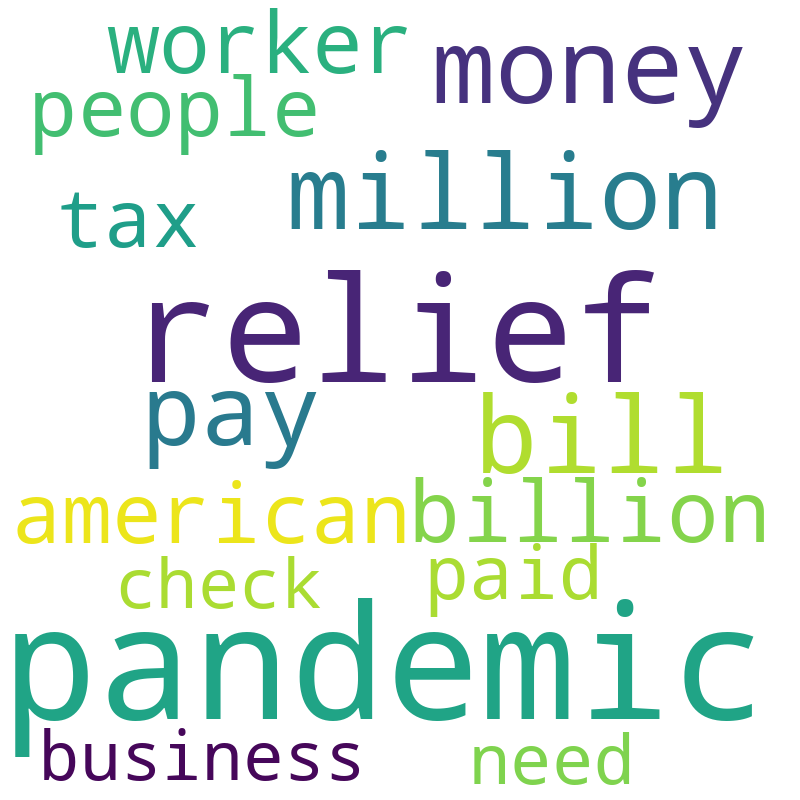 worker
money
people
million
tax
relief
pay
bill
american
billion
check
paid
pandemic
business
need